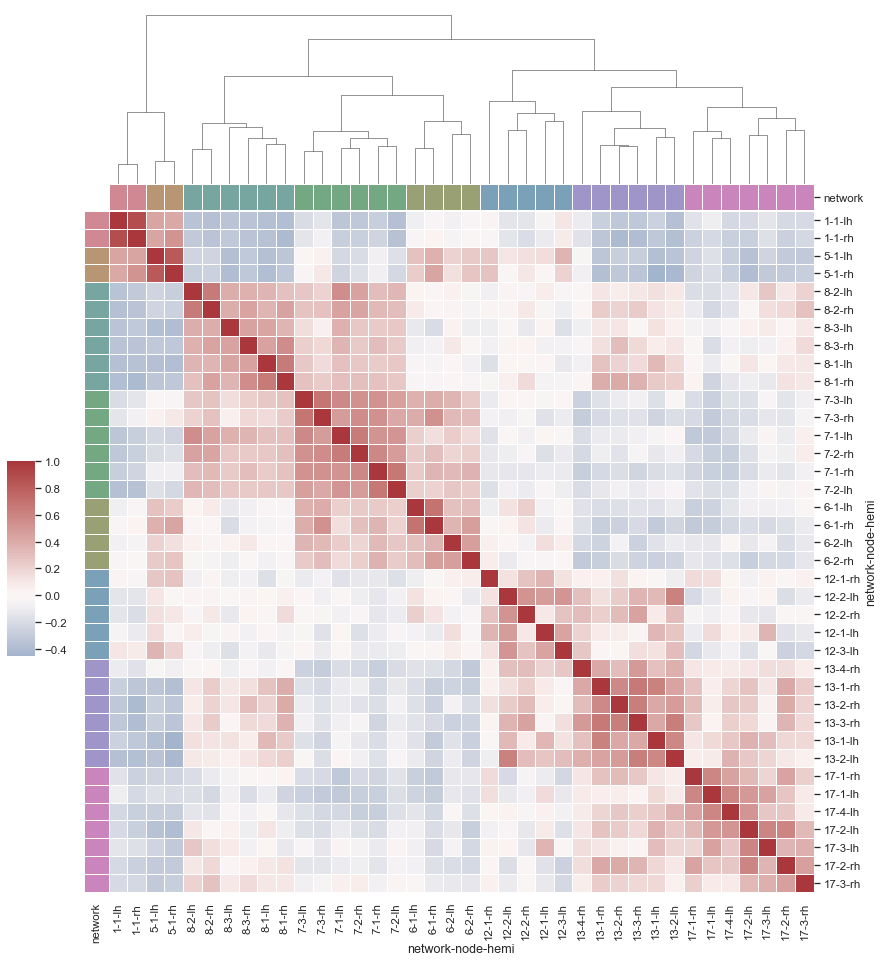 network
1-1-lh
1-1-rh
5-1-lh
5-1-rh
8-2-lh
8-2-rh
8-3-lh
8-3-rh
8-1-lh
8-1-rh
7-3-lh
7-3-rh
7-1-lh
7-2-rh
7-1-rh
7-2-lh
6-1-lh
6-1-rh
6-2-lh
6-2-rh
12-1-rh
12-2-lh
12-2-rh
12-1-lh
12-3-lh
13-4-rh
13-1-rh
13-2-rh
13-3-rh
13-1-lh
13-2-lh
17-1-rh
17-1-lh
17-4-lh
17-2-lh
17-3-lh
17-2-rh
17-3-rh
network-node-hemi
1.0
0.8
0.6
0.4
0.2
0.0
−0.2
−0.4
network
1-1-lh
1-1-rh
5-1-lh
5-1-rh
8-2-lh
8-2-rh
8-3-lh
8-3-rh
8-1-lh
8-1-rh
7-3-lh
7-3-rh
7-1-lh
7-2-rh
7-1-rh
7-2-lh
6-1-lh
6-1-rh
6-2-lh
6-2-rh
12-1-rh
12-2-lh
12-2-rh
12-1-lh
12-3-lh
13-4-rh
13-1-rh
13-2-rh
13-3-rh
13-1-lh
13-2-lh
17-1-rh
17-1-lh
17-4-lh
17-2-lh
17-3-lh
17-2-rh
17-3-rh
network-node-hemi